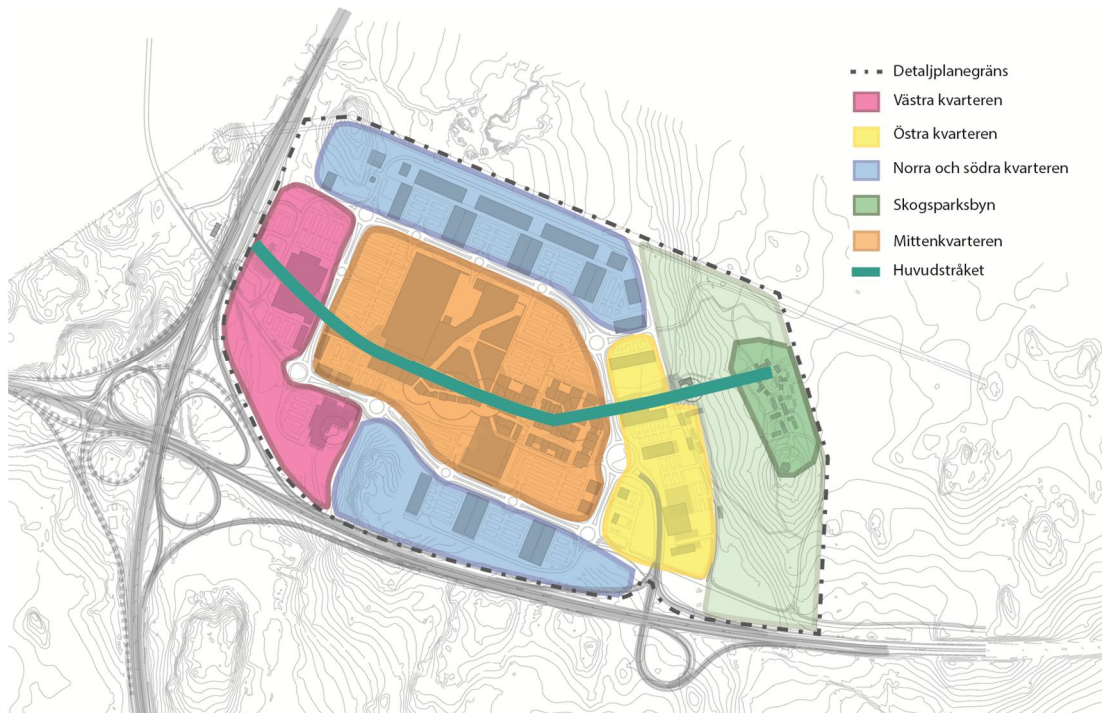 Detaljplanegräns
Västra kvarteren
Östra kvarteren
Norra och södra kvarteren
Skogsparksbyn
Mittenkvarteren
Huvudstråket